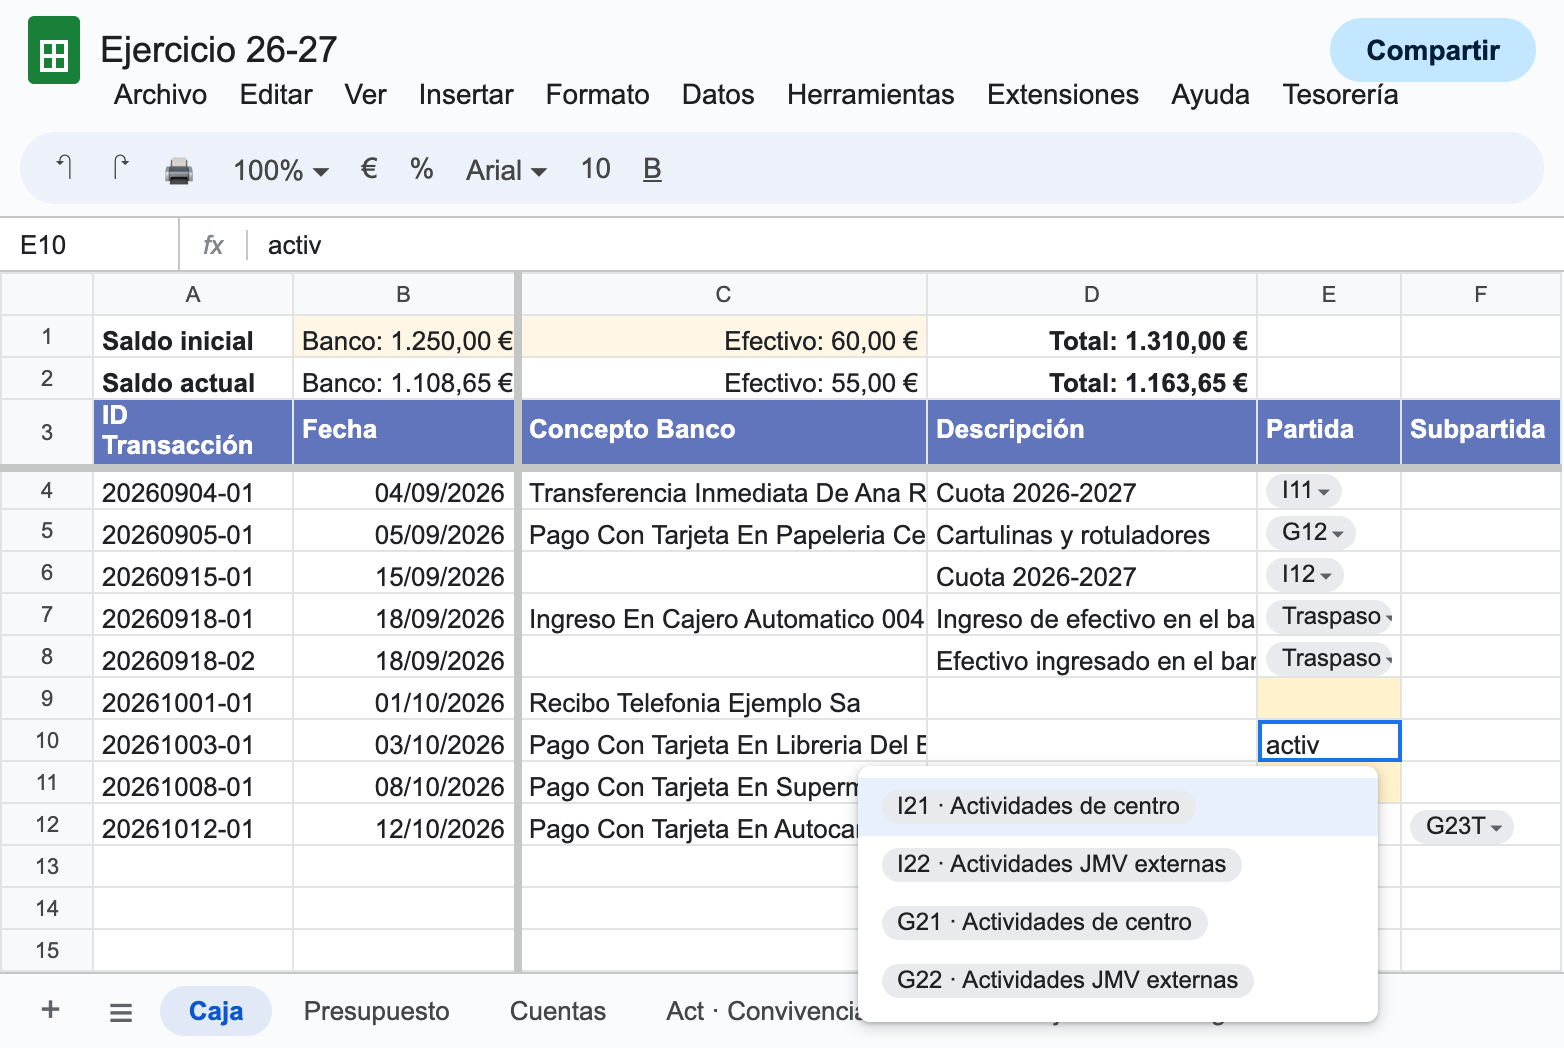 Ejercicio 26-27
Compartir
Archivo Editar Ver Insertar Formato Datos Herramientas Extensiones Ayuda Tesorería
100% € % Arial 10 B
E10 fx activ
A B C D E F
1 Saldo inicial Banco: 1.250,00 € Efectivo: 60,00 € Total: 1.310,00 €
2 Saldo actual Banco: 1.108,65 € Efectivo: 55,00 € Total: 1.163,65 €
3 ID Transacción Fecha Concepto Banco Descripción Partida Subpartida
4 20260904-01 04/09/2026 Transferencia Inmediata De Ana R Cuota 2026-2027 I11
5 20260905-01 05/09/2026 Pago Con Tarjeta En Papeleria Ce Cartulinas y rotuladores G12
6 20260915-01 15/09/2026 Cuota 2026-2027 I12
7 20260918-01 18/09/2026 Ingreso En Cajero Automatico 004 Ingreso de efectivo en el ba Traspaso
8 20260918-02 18/09/2026 Efectivo ingresado en el bar Traspaso
9 20261001-01 01/10/2026 Recibo Telefonia Ejemplo Sa
10 20261003-01 03/10/2026 Pago Con Tarjeta En Libreria Del E activ
11 20261008-01 08/10/2026 Pago Con Tarjeta En Superm
12 20261012-01 12/10/2026 Pago Con Tarjeta En Autocar G23T
13
14
15
I21 · Actividades de centro
I22 · Actividades JMV externas
G21 · Actividades de centro
G22 · Actividades JMV externas
+ Caja Presupuesto Cuentas Act · Convivencia